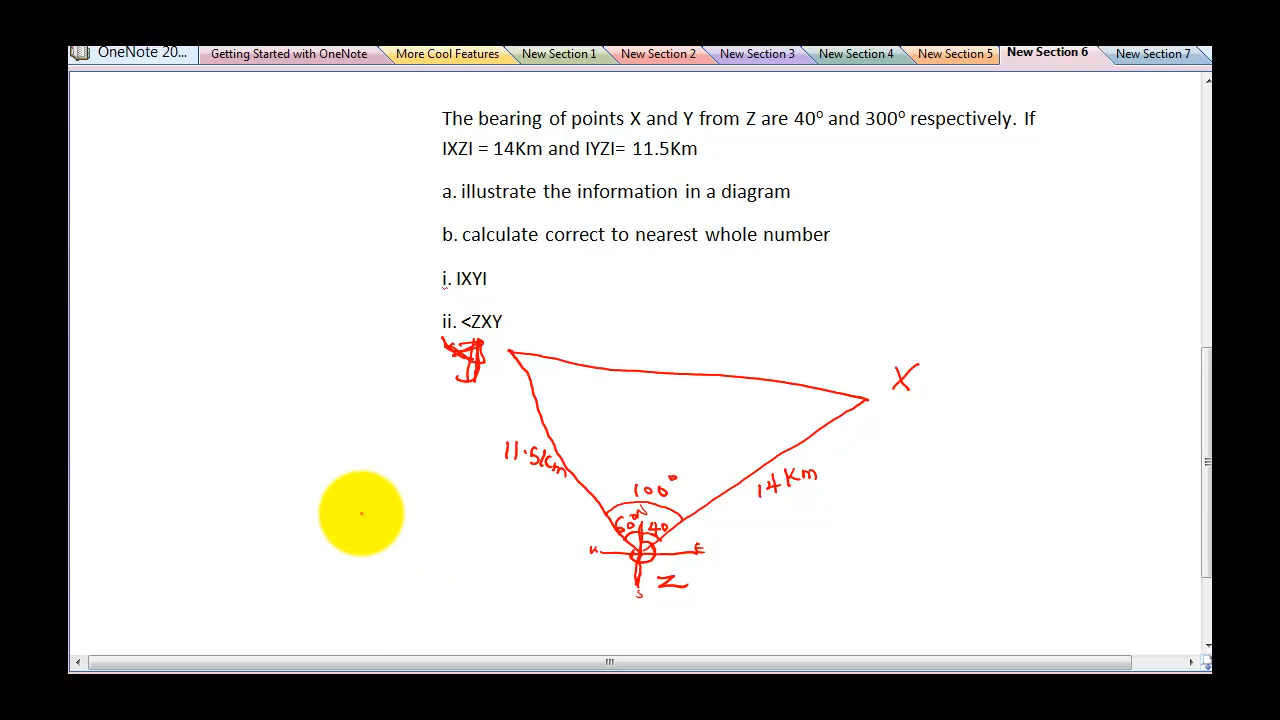 OneNote 20... Getting Started with OneNote More Cool Features New Section 1 New Section 2 New Section 3 New Section 4 New Section 5 New Section 6 New Section 7
The bearing of points X and Y from Z are 40⁰ and 300⁰ respectively. If
IXZI = 14Km and IYZI= 11.5Km
a. illustrate the information in a diagram
b. calculate correct to nearest whole number
i. IXYI
ii. <ZXY
X
11.5km
14Km
100°
N
60 40
E
Z
S